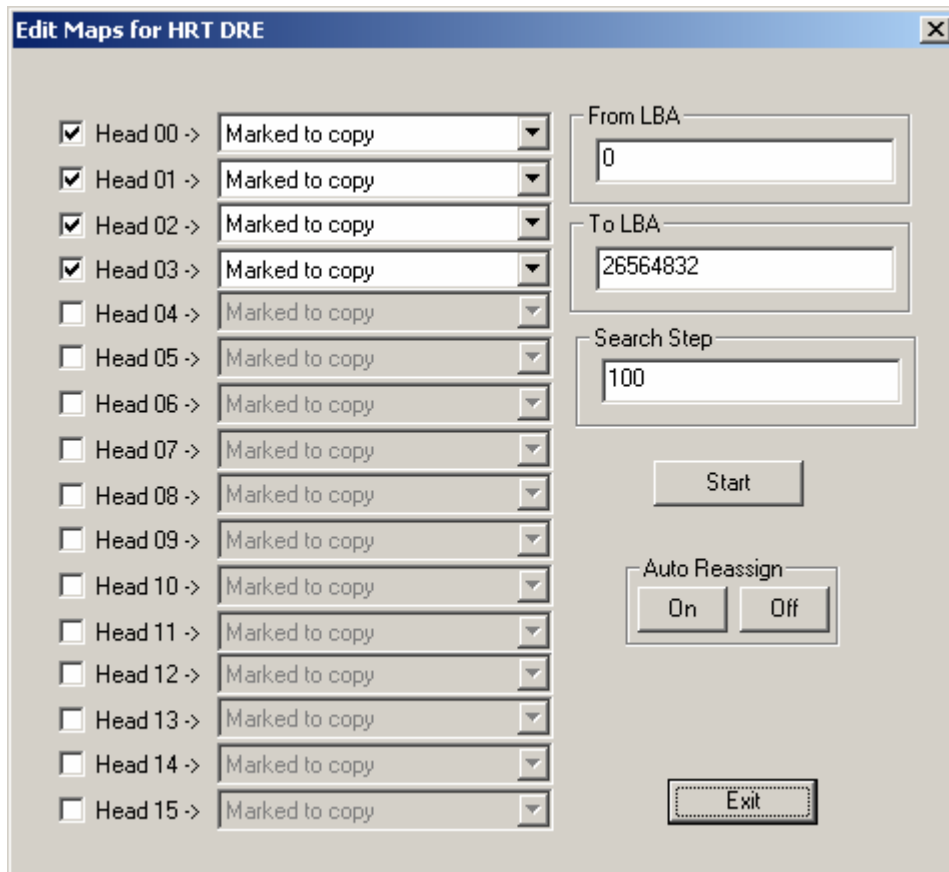 Edit Maps for HRT DRE
Head 00 -> Marked to copy
Head 01 -> Marked to copy
Head 02 -> Marked to copy
Head 03 -> Marked to copy
Head 04 -> Marked to copy
Head 05 -> Marked to copy
Head 06 -> Marked to copy
Head 07 -> Marked to copy
Head 08 -> Marked to copy
Head 09 -> Marked to copy
Head 10 -> Marked to copy
Head 11 -> Marked to copy
Head 12 -> Marked to copy
Head 13 -> Marked to copy
Head 14 -> Marked to copy
Head 15 -> Marked to copy
From LBA
0
To LBA
26564832
Search Step
100
Start
Auto Reassign
On Off
Exit